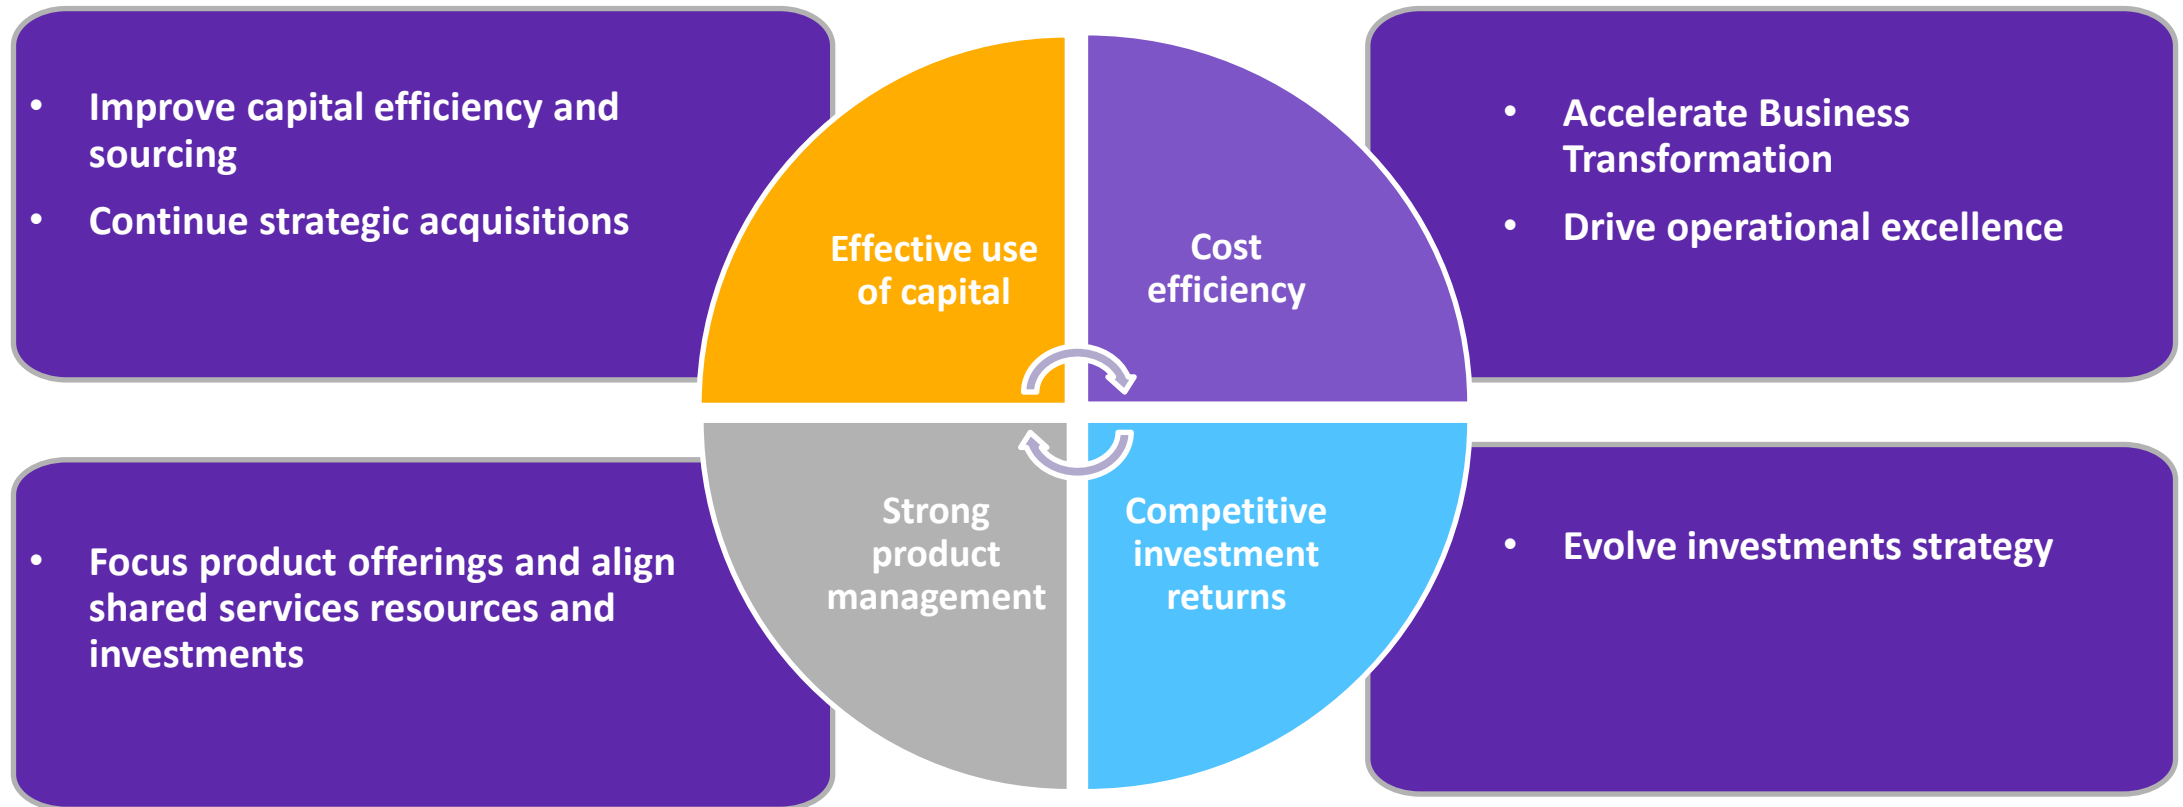 • Improve capital efficiency and
sourcing
• Continue strategic acquisitions
Effective use
of capital
Cost
efficiency
• Accelerate Business
Transformation
• Drive operational excellence
• Focus product offerings and align
shared services resources and
investments
Strong
product
management
Competitive
investment
returns
• Evolve investments strategy